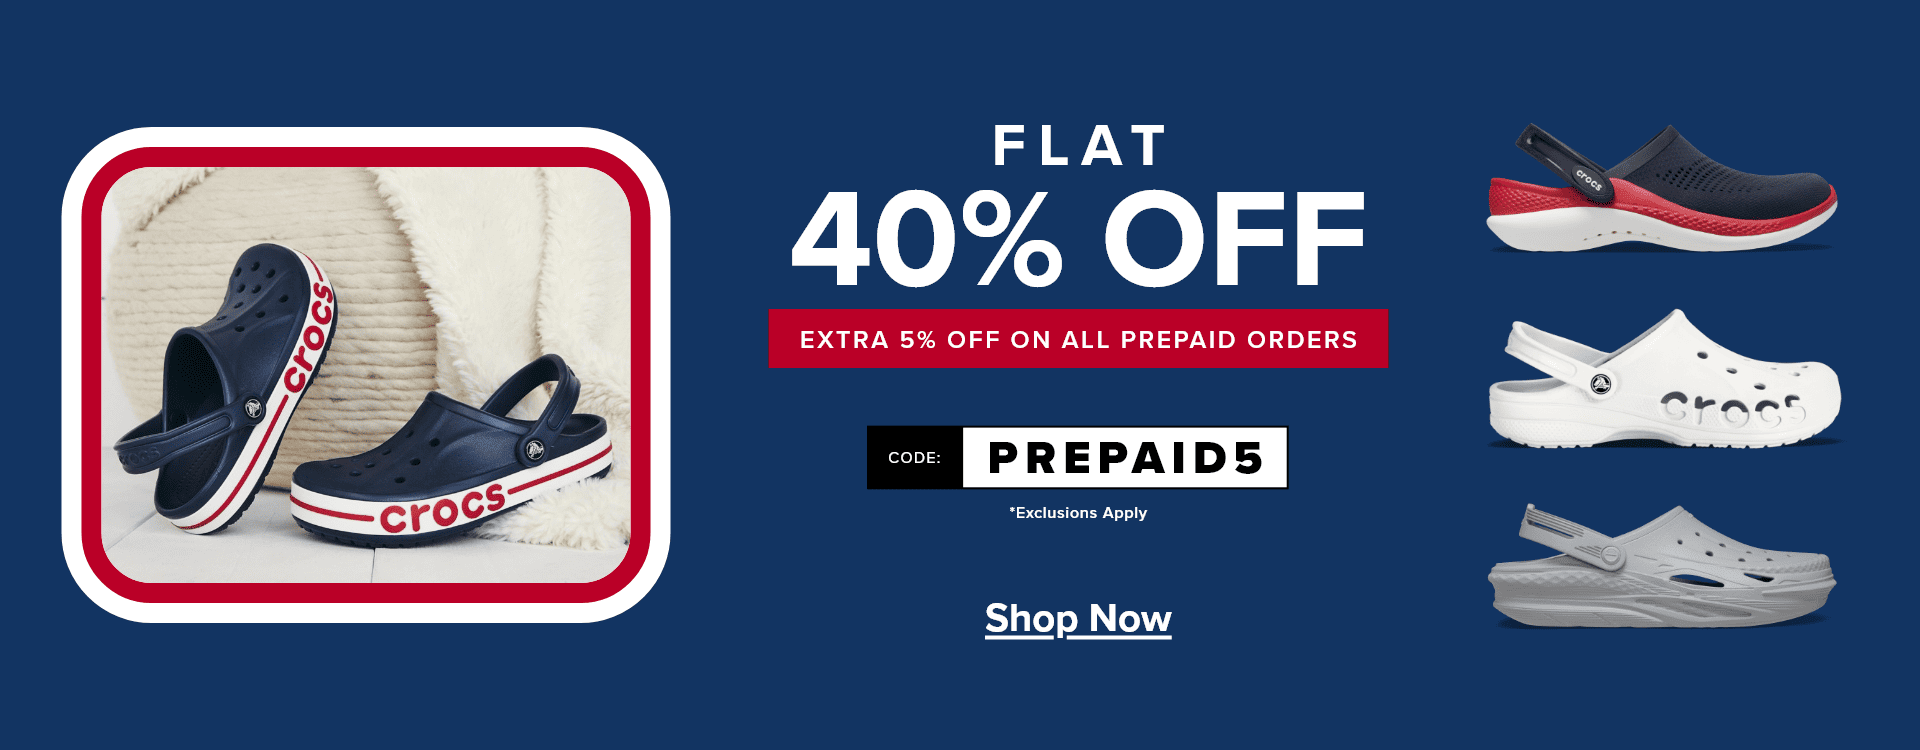 crocs
crocs
FLAT
40% OFF
EXTRA 5% OFF ON ALL PREPAID ORDERS
CODE: PREPAID5
*Exclusions Apply
Shop Now
crocs
crocs